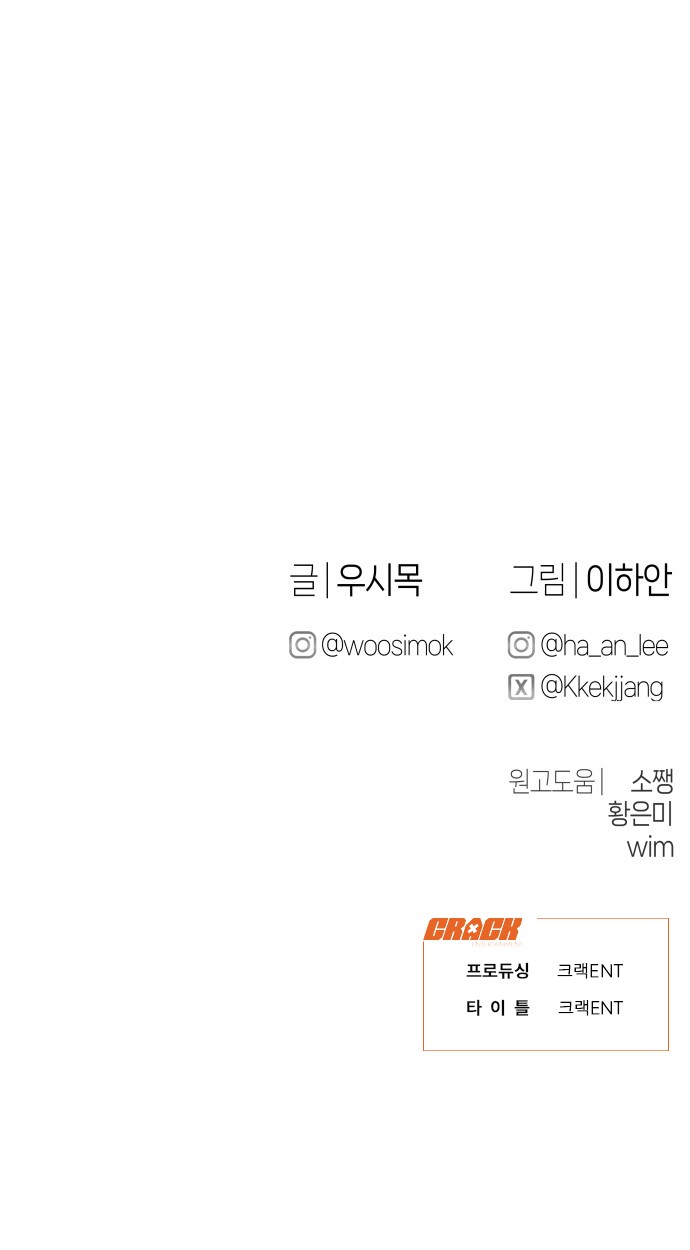 글 | 우시목
@woosimok
그림 | 이하안
@ha_an_lee
@Kkekjjang
원고도움 | 소쨍
황은미
wim
CRACK
ENTERTAINMENT
프로듀싱 크랙ENT
타이틀 크랙ENT